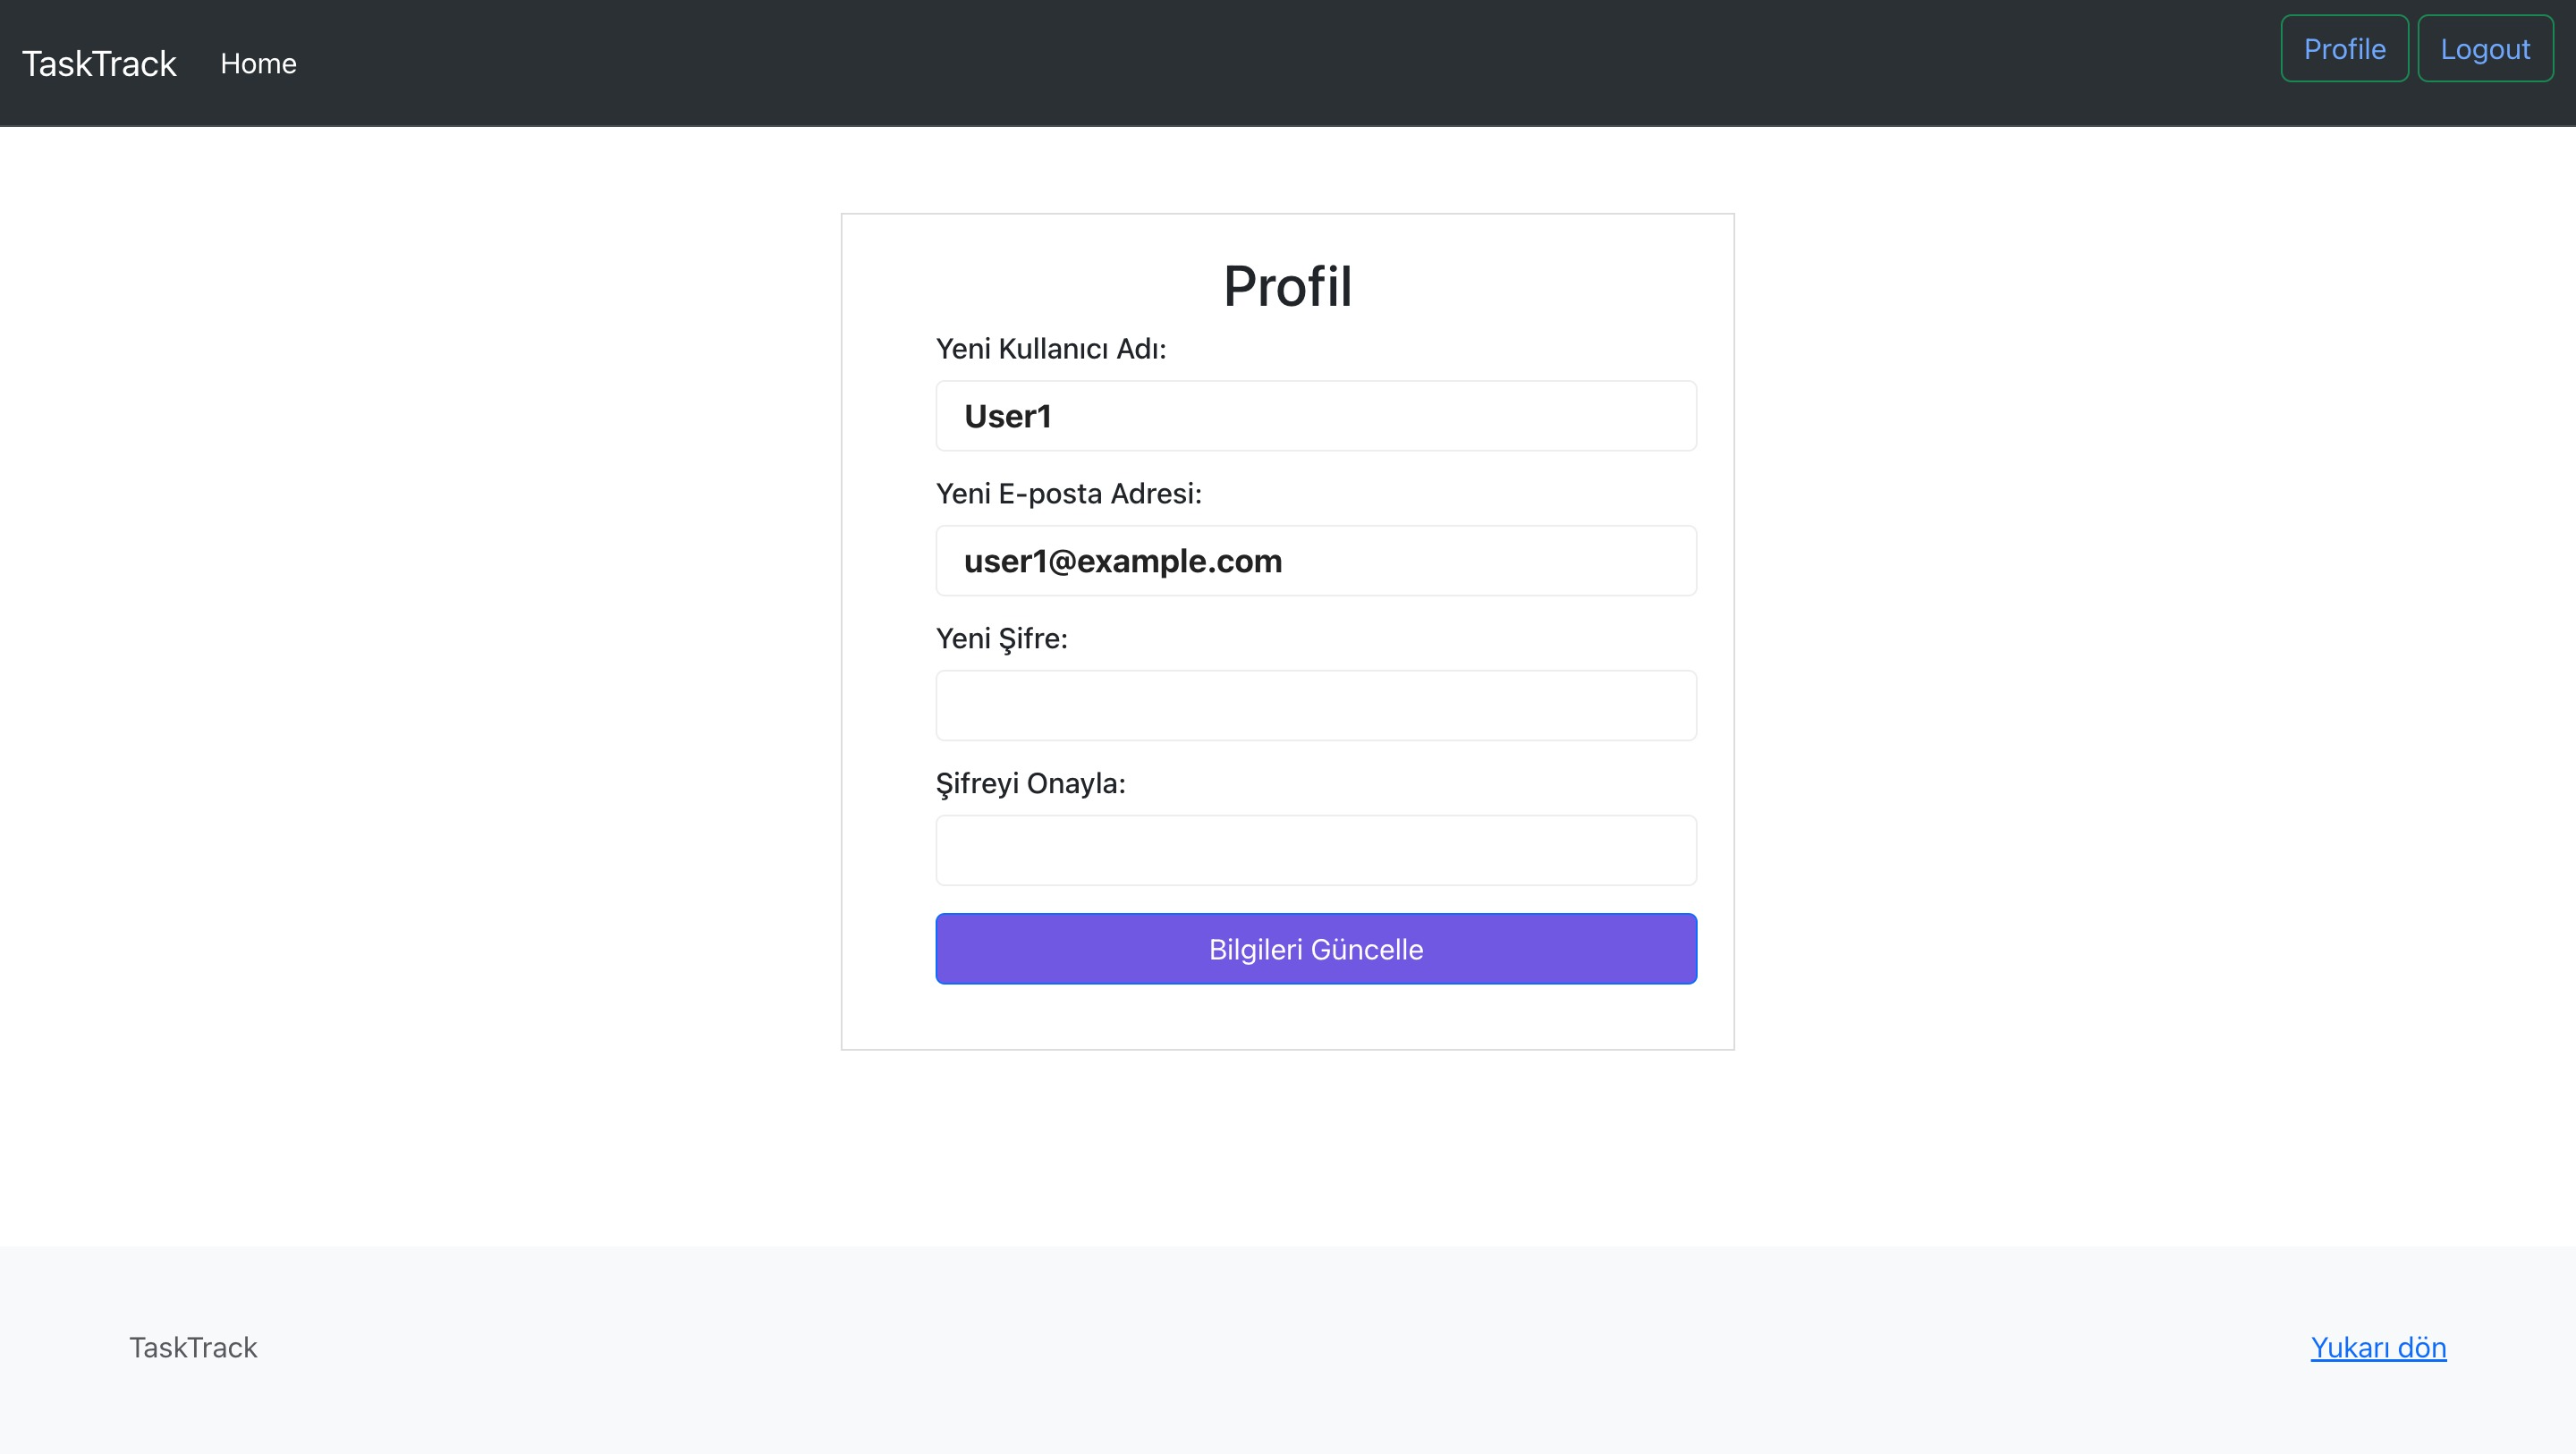 TaskTrack Home Profile Logout
Profil
Yeni Kullanıcı Adı:
User1
Yeni E-posta Adresi:
user1@example.com
Yeni Şifre:
Şifreyi Onayla:
Bilgileri Güncelle
TaskTrack Yukarı dön